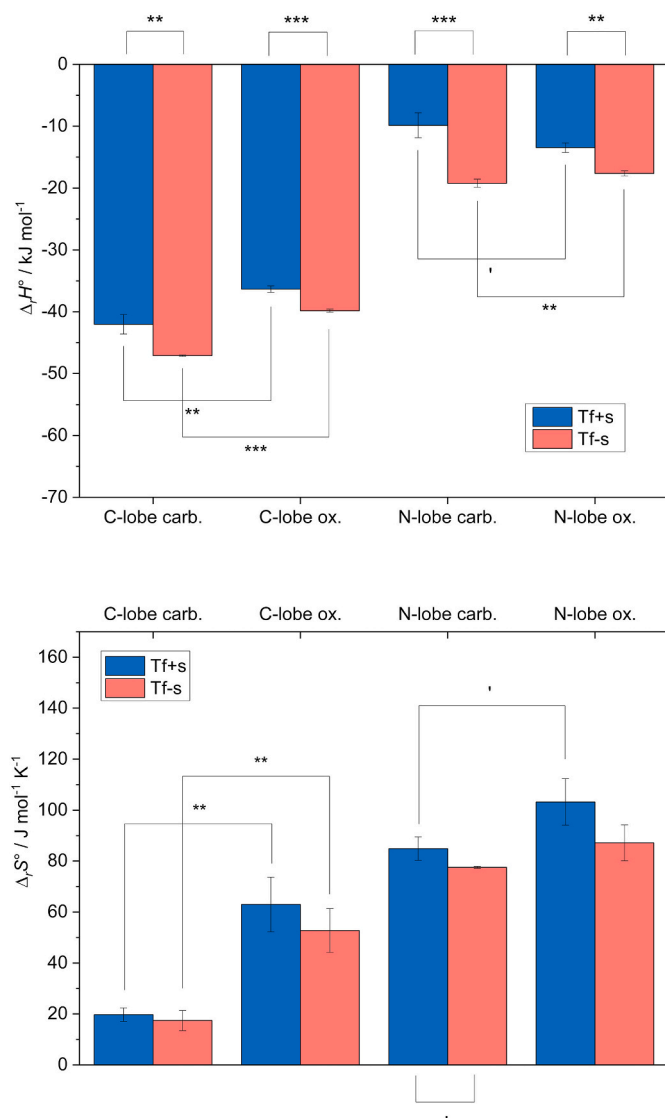 ** *** *** **
0
-10
-20
-30
-40
-50
-60
-70
ΔrH° / kJ mol-1
'
**
**
***
Tf+s
Tf-s
C-lobe carb. C-lobe ox. N-lobe carb. N-lobe ox.
C-lobe carb. C-lobe ox. N-lobe carb. N-lobe ox.
160
140
120
100
80
60
40
20
0
ΔrS° / J mol-1 K-1
Tf+s
Tf-s
'
**
**